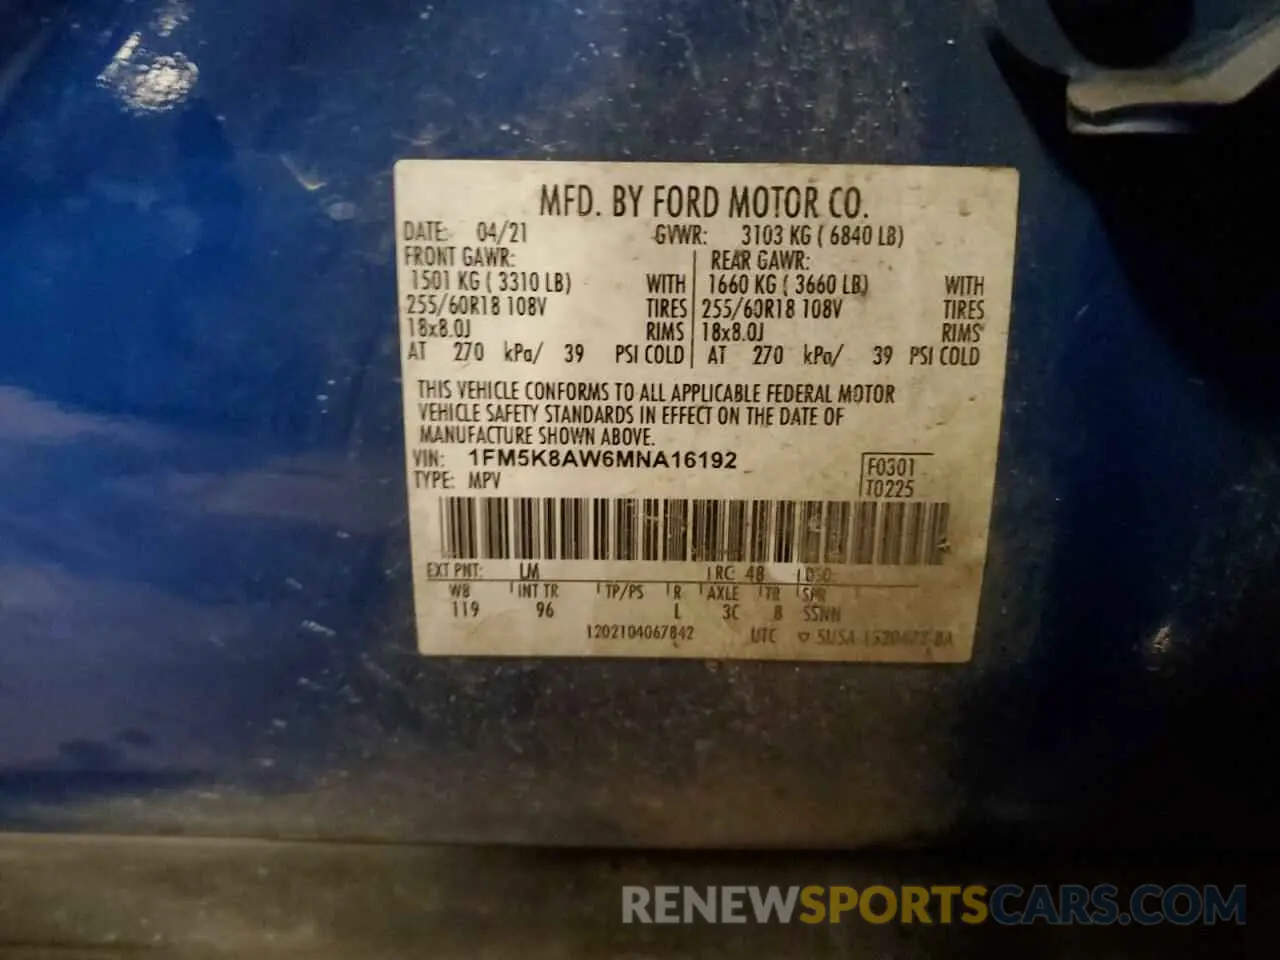 MFD. BY FORD MOTOR CO.
DATE: 04/21 GVWR: 3103 KG ( 6840 LB)
FRONT GAWR: REAR GAWR:
1501 KG ( 3310 LB) WITH 1660 KG ( 3660 LB) WITH
255/60R18 108V TIRES 255/60R18 108V TIRES
18x8.0J RIMS 18x8.0J RIMS
AT 270 kPa/ 39 PSI COLD AT 270 kPa/ 39 PSI COLD
THIS VEHICLE CONFORMS TO ALL APPLICABLE FEDERAL MOTOR
VEHICLE SAFETY STANDARDS IN EFFECT ON THE DATE OF
MANUFACTURE SHOWN ABOVE.
VIN: 1FM5K8AW6MNA16192
TYPE: MPV
F0301
T0225
EXT PNT: LM RC: 48 DSO:
WB INT TR TP/PS R AXLE TR SPR
119 96 L 3C 8 SSNN
1202104067842 UTC
RENEWSPORTSCARS.COM